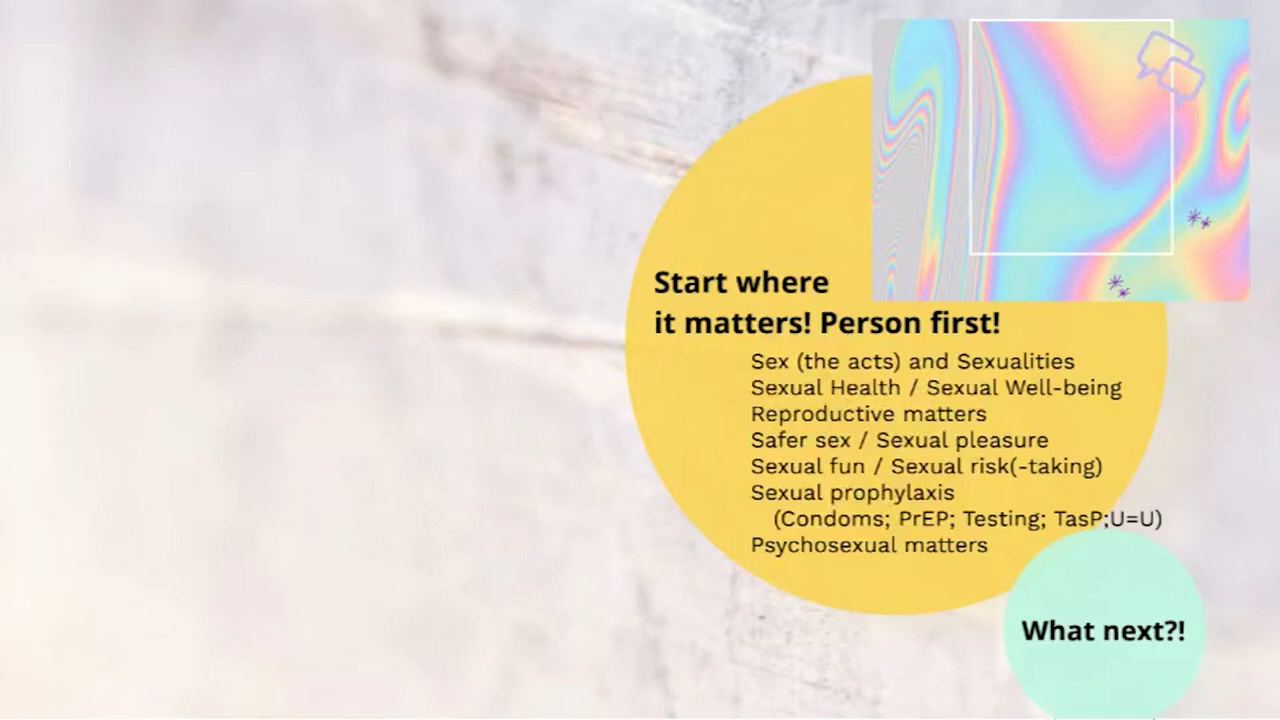 Start where
it matters! Person first!
Sex (the acts) and Sexualities
Sexual Health / Sexual Well-being
Reproductive matters
Safer sex / Sexual pleasure
Sexual fun / Sexual risk(-taking)
Sexual prophylaxis
(Condoms; PrEP; Testing; TasP;U=U)
Psychosexual matters
What next?!